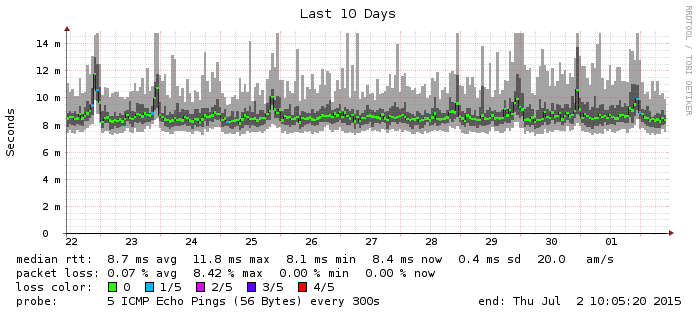 Last 10 Days
RRDTOOL / TOBI OETIKER
Seconds
14 m
12 m
10 m
8 m
6 m
4 m
2 m
0
22 23 24 25 26 27 28 29 30 01
median rtt: 8.7 ms avg 11.8 ms max 8.1 ms min 8.4 ms now 0.4 ms sd 20.0 am/s
packet loss: 0.07 % avg 8.42 % max 0.00 % min 0.00 % now
loss color: 0 1/5 2/5 3/5 4/5
probe: 5 ICMP Echo Pings (56 Bytes) every 300s end: Thu Jul 2 10:05:20 2015